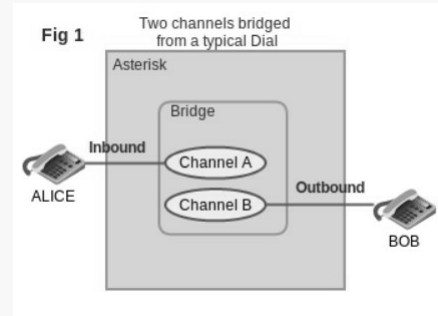 Fig 1
Two channels bridged
from a typical Dial
Asterisk
Bridge
Inbound
Channel A
ALICE
Channel B
Outbound
BOB